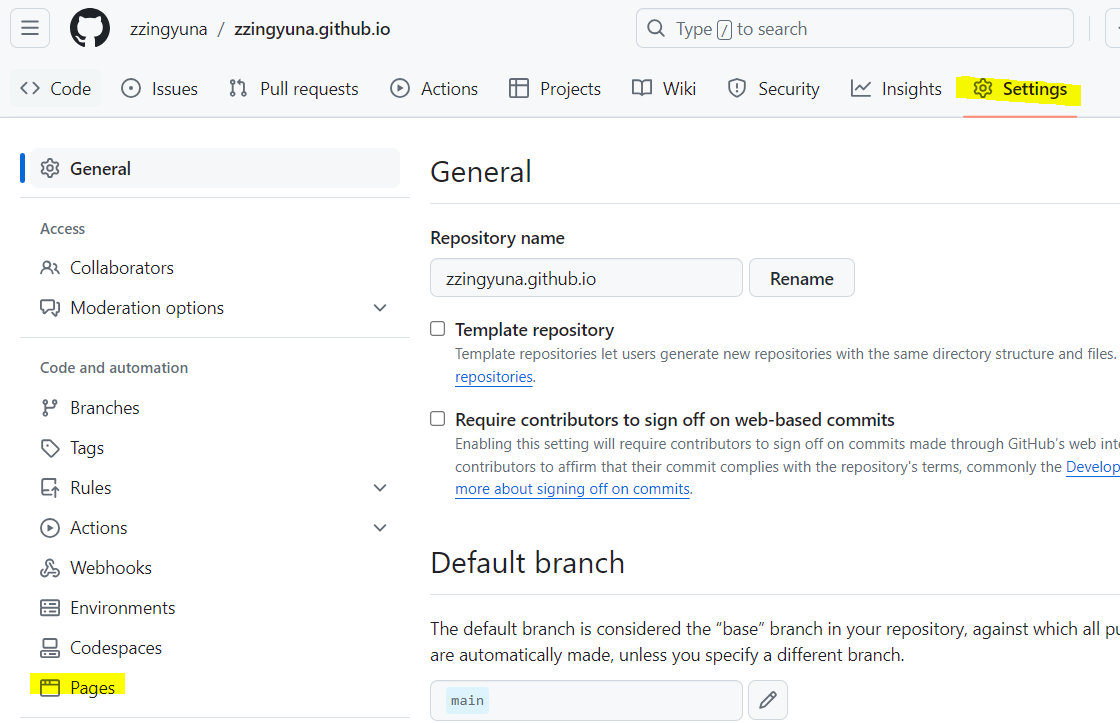 zzingyuna / zzingyuna.github.io
Type / to search
Code Issues Pull requests Actions Projects Wiki Security Insights Settings
General
Access
Collaborators
Moderation options
Code and automation
Branches
Tags
Rules
Actions
Webhooks
Environments
Codespaces
Pages
General
Repository name
zzingyuna.github.io Rename
Template repository
Template repositories let users generate new repositories with the same directory structure and files.
repositories.
Require contributors to sign off on web-based commits
Enabling this setting will require contributors to sign off on commits made through GitHub's web inte
contributors to affirm that their commit complies with the repository's terms, commonly the Develop
more about signing off on commits.
Default branch
The default branch is considered the “base” branch in your repository, against which all pu
are automatically made, unless you specify a different branch.
main